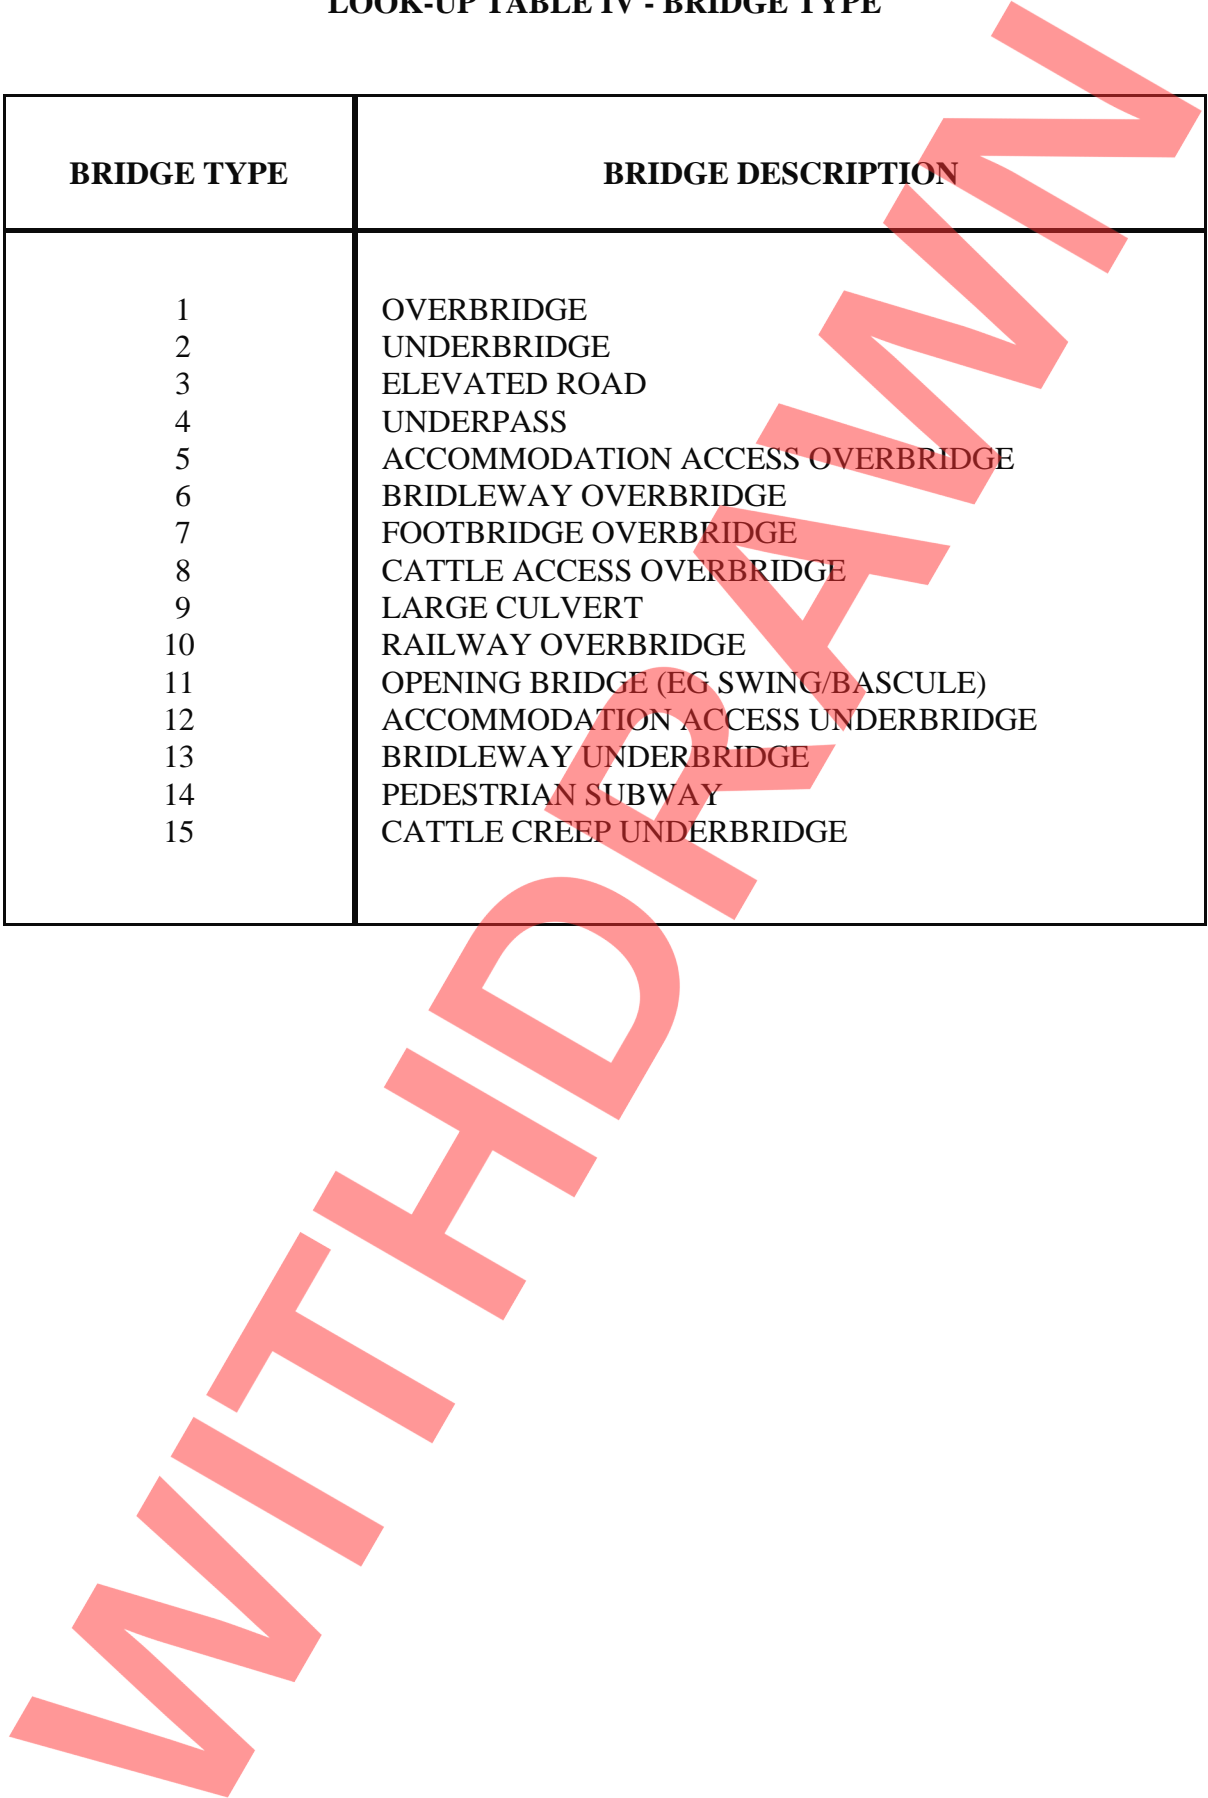 LOOK-UP TABLE IV - BRIDGE TYPE
BRIDGE TYPE BRIDGE DESCRIPTION
1 OVERBRIDGE
2 UNDERBRIDGE
3 ELEVATED ROAD
4 UNDERPASS
5 ACCOMMODATION ACCESS OVERBRIDGE
6 BRIDLEWAY OVERBRIDGE
7 FOOTBRIDGE OVERBRIDGE
8 CATTLE ACCESS OVERBRIDGE
9 LARGE CULVERT
10 RAILWAY OVERBRIDGE
11 OPENING BRIDGE (EG SWING/BASCULE)
12 ACCOMMODATION ACCESS UNDERBRIDGE
13 BRIDLEWAY UNDERBRIDGE
14 PEDESTRIAN SUBWAY
15 CATTLE CREEP UNDERBRIDGE
WITHDRAWN